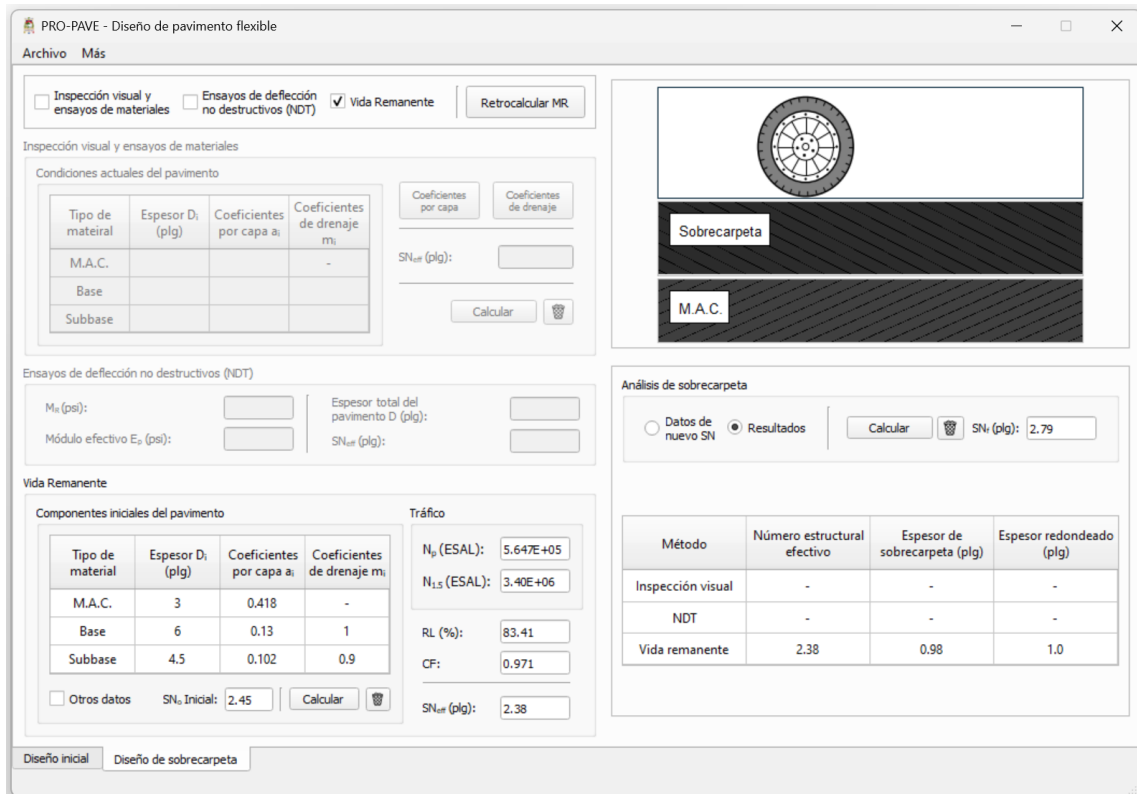 PRO-PAVE - Diseño de pavimento flexible
Archivo Más
Inspección visual y
ensayos de materiales
Ensayos de deflección
no destructivos (NDT)
Vida Remanente
Retrocalcular MR
Inspección visual y ensayos de materiales
Condiciones actuales del pavimento
Tipo de
mateiral
Espesor Di
(plg)
Coeficientes
por capa ai
Coeficientes
de drenaje
mi
M.A.C. -
Base
Subbase
Coeficientes
por capa
Coeficientes
de drenaje
SNeff (plg):
Calcular
Ensayos de deflección no destructivos (NDT)
MR (psi):
Módulo efectivo Ep (psi):
Espesor total del
pavimento D (plg):
SNeff (plg):
Vida Remanente
Componentes iniciales del pavimento
Tipo de
material
Espesor Di
(plg)
Coeficientes
por capa ai
Coeficientes
de drenaje mi
M.A.C. 3 0.418 -
Base 6 0.13 1
Subbase 4.5 0.102 0.9
Otros datos SNo Inicial: 2.45 Calcular
Tráfico
Np (ESAL): 5.647E+05
N1.5 (ESAL): 3.40E+06
RL (%): 83.41
CF: 0.971
SNeff (plg): 2.38
Sobrecarpeta
M.A.C.
Análisis de sobrecarpeta
Datos de
nuevo SN
Resultados
Calcular
SNf (plg): 2.79
Método
Número estructural
efectivo
Espesor de
sobrecarpeta (plg)
Espesor redondeado
(plg)
Inspección visual - - -
NDT - - -
Vida remanente 2.38 0.98 1.0
Diseño inicial Diseño de sobrecarpeta